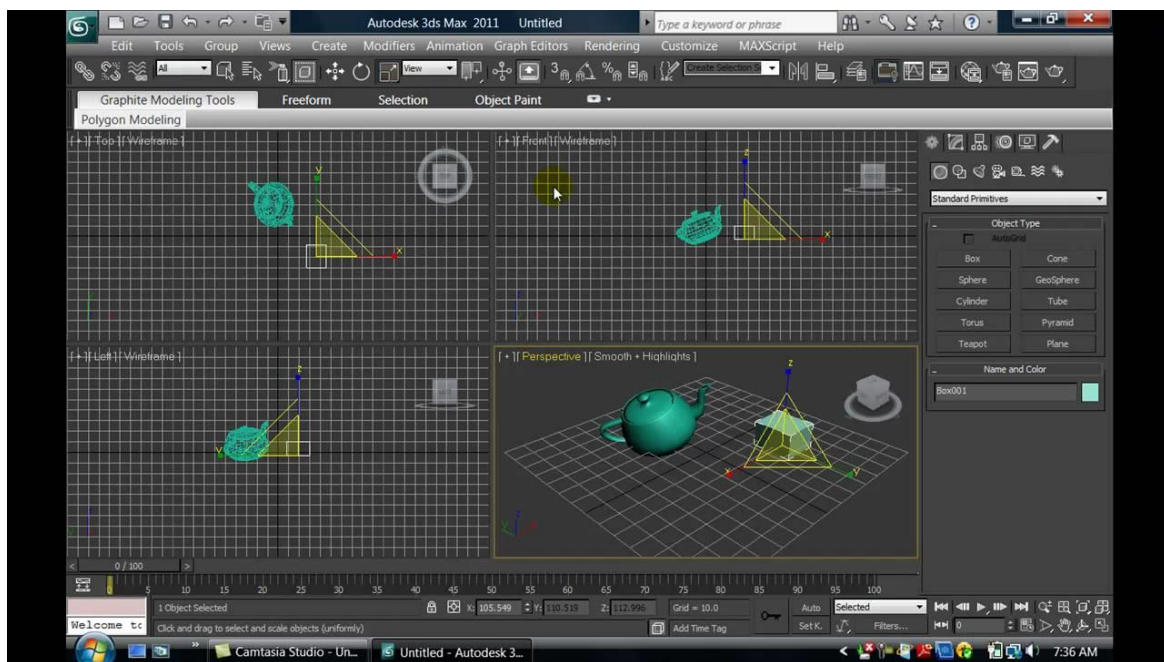 Autodesk 3ds Max 2011 Untitled
Type a keyword or phrase
Edit Tools Group Views Create Modifiers Animation Graph Editors Rendering Customize MAXScript Help
All
View
3
Create Selection S
Graphite Modeling Tools Freeform Selection Object Paint
Polygon Modeling
[ + ] [ Top ] [ Wireframe ]
[ + ] [ Front ] [ Wireframe ]
y
x
z
x
Standard Primitives
- Object Type
AutoGrid
Box Cone
Sphere GeoSphere
Cylinder Tube
Torus Pyramid
Teapot Plane
[ + ] [ Left ] [ Wireframe ]
[ + ] [ Perspective ] [ Smooth + Highlights ]
z
y
z
x
y
- Name and Color
Box001
< 0 / 100 >
0 5 10 15 20 25 30 35 40 45 50 55 60 65 70 75 80 85 90 95 100
1 Object Selected X: 105.549 Y: 110.519 Z: 112.996 Grid = 10.0 Auto Selected
Welcome to Click and drag to select and scale objects (uniformly) Add Time Tag Set K. Filters... 0
Camtasia Studio - Un... Untitled - Autodesk 3... 7:36 AM